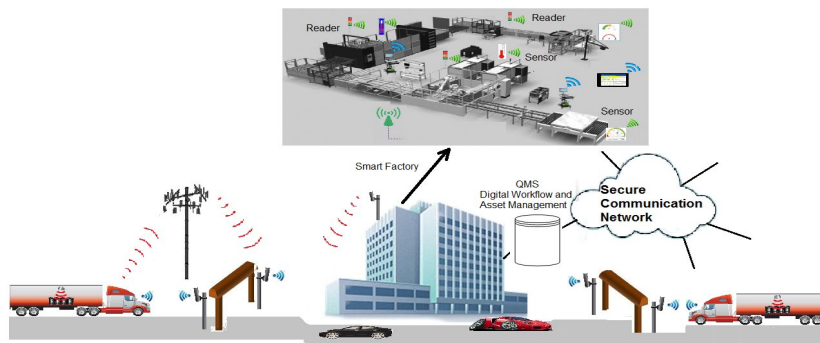 Reader
Reader
Sensor
Sensor
Smart Factory
QMS
Digital Workflow and
Asset Management
Secure
Communication
Network